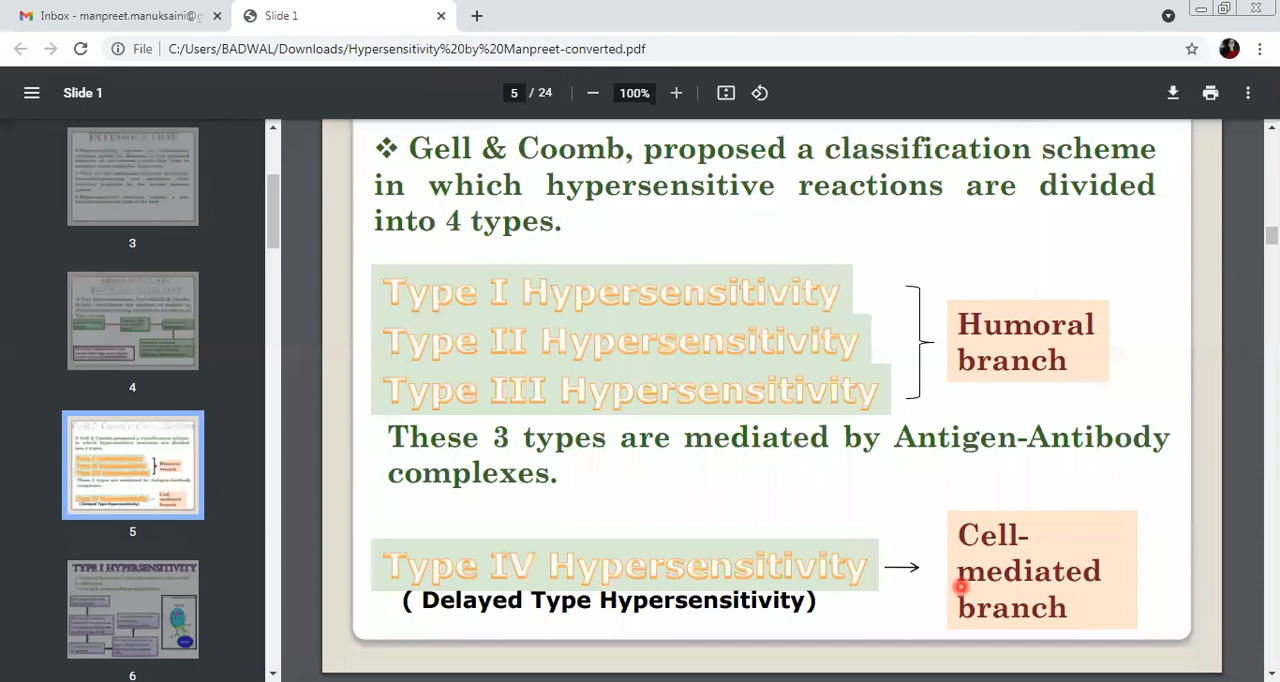 Inbox - manpreet.manuksaini@g
Slide 1
File
C:/Users/BADWAL/Downloads/Hypersensitivity%20by%20Manpreet-converted.pdf
Slide 1
5 / 24
100%
3
4
5
TYPE I HYPERSENSITIVITY
6
❖ Gell & Coomb, proposed a classification scheme
in which hypersensitive reactions are divided
into 4 types.
Type I Hypersensitivity
Type II Hypersensitivity
Type III Hypersensitivity
Humoral
branch
These 3 types are mediated by Antigen-Antibody
complexes.
Type IV Hypersensitivity
( Delayed Type Hypersensitivity)
Cell-
mediated
branch